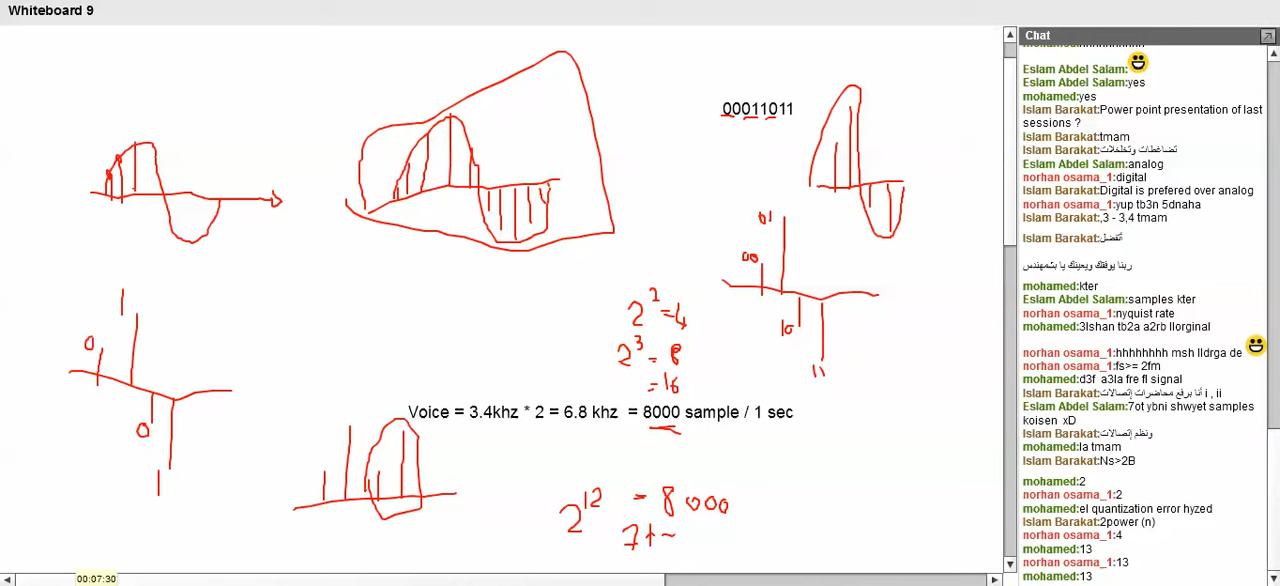 Whiteboard 9
00011011
01
00
10
11
1
0
0
1
2^2 = 4
2^3 = 8
= 16
Voice = 3.4khz * 2 = 6.8 khz = 8000 sample / 1 sec
2^12 = 8000
7+~
00:07:30
Chat
Eslam Abdel Salam:
Eslam Abdel Salam:yes
mohamed:yes
Islam Barakat:Power point presentation of last
sessions ?
Islam Barakat:tmam
Islam Barakat:تضاغطات وتخلخلات
Eslam Abdel Salam:analog
norhan osama_1:digital
Islam Barakat:Digital is prefered over analog
norhan osama_1:yup tb3n 5dnaha
Islam Barakat:,3 - 3,4 tmam
Islam Barakat:أتفضل
ربنا يوفقك ويعينك يا بشمهندس
mohamed:kter
Eslam Abdel Salam:samples kter
norhan osama_1:nyquist rate
mohamed:3lshan tb2a a2rb llorginal
norhan osama_1:hhhhhhhh msh lldrga de
norhan osama_1:fs>= 2fm
mohamed:d3f a3la fre fl signal
Islam Barakat:أنا برفع محاضرات إتصالات i , ii
Eslam Abdel Salam:7ot ybni shwyet samples
koisen xD
Islam Barakat:ونظم إتصالات
mohamed:la tmam
Islam Barakat:Ns>2B
mohamed:2
norhan osama_1:2
mohamed:el quantization error hyzed
Islam Barakat:2power (n)
norhan osama_1:4
mohamed:13
norhan osama_1:13
mohamed:13